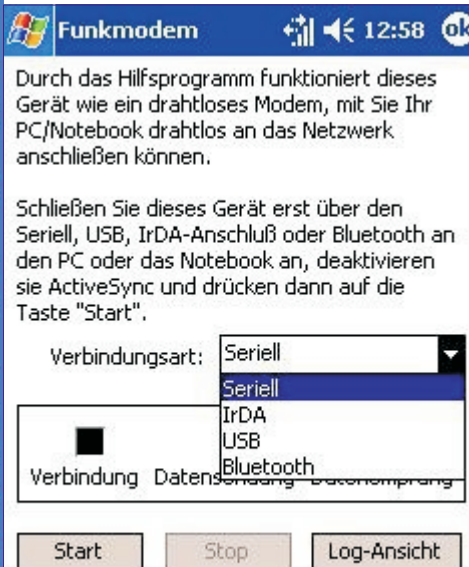 Funkmodem 12:58 ok
Durch das Hilfsprogramm funktioniert dieses
Gerät wie ein drahtloses Modem, mit Sie Ihr
PC/Notebook drahtlos an das Netzwerk
anschließen können.
Schließen Sie dieses Gerät erst über den
Seriell, USB, IrDA-Anschluß oder Bluetooth an
den PC oder das Notebook an, deaktivieren
sie ActiveSync und drücken dann auf die
Taste "Start".
Verbindungsart: Seriell
Seriell
IrDA
USB
Bluetooth
Verbindung Datensendung
Start Stop Log-Ansicht